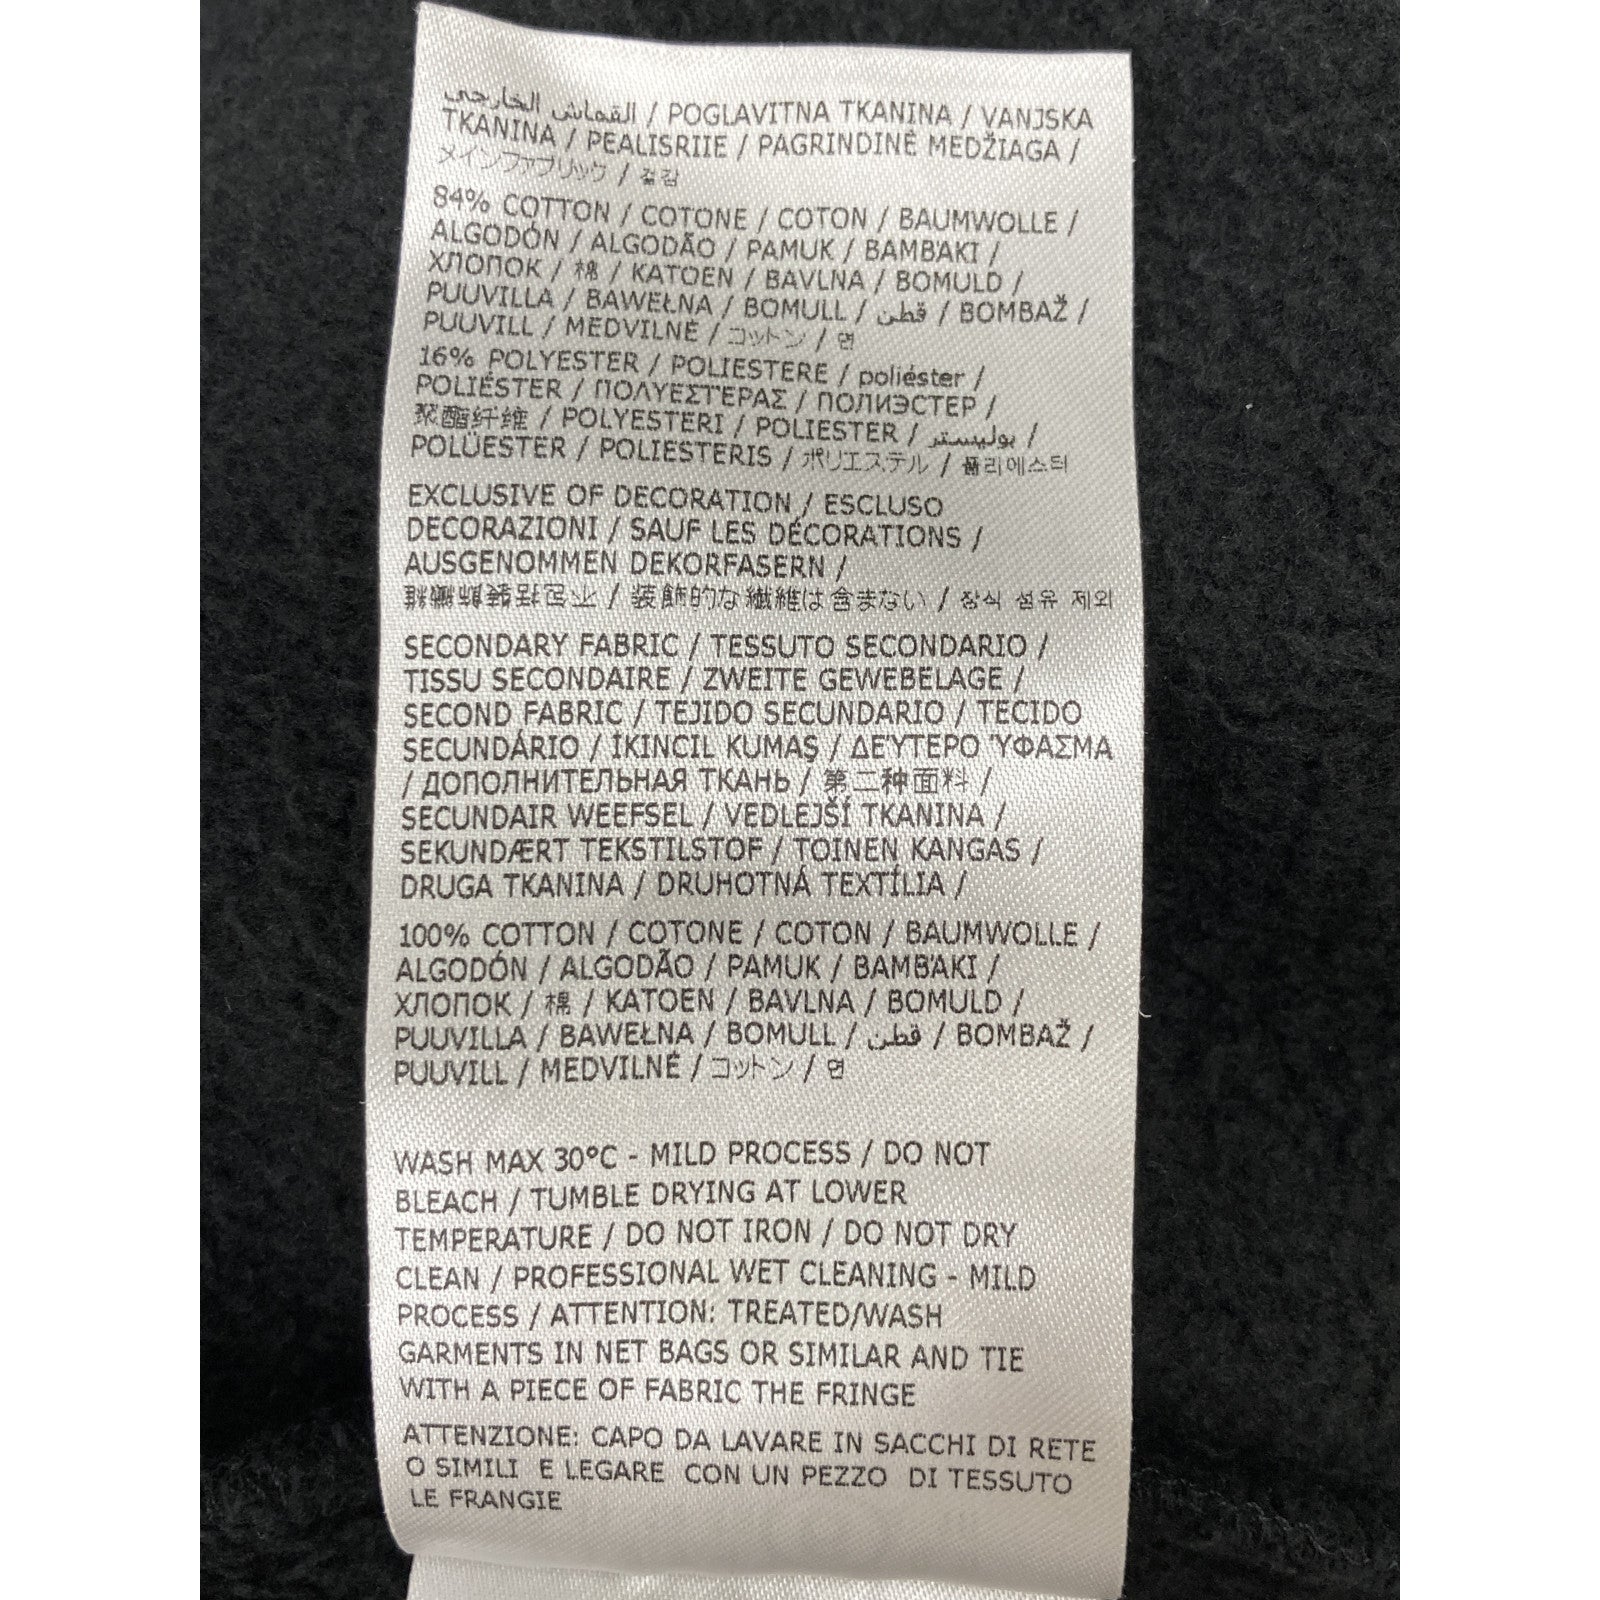 القماش الخارجي / POGLAVITNA TKANINA / VANJSKA
TKANINA / PEALISRIIE / PAGRINDINĖ MEDŽIAGA /
メインファブリック / 겉감
84% COTTON / COTONE / COTON / BAUMWOLLE /
ALGODÓN / ALGODÃO / PAMUK / BAMBΆKI /
ХЛОПОК / 棉 / KATOEN / BAVLNA / BOMULD /
PUUVILLA / BAWEŁNA / BOMULL / قطن / BOMBAŽ /
PUUVILL / MEDVILNĖ / コットン / 면
16% POLYESTER / POLIESTERE / poliéster /
POLIÉSTER / ΠΟΛΥΕΣΤΕΡΑΣ / ПОЛИЭСТЕР /
聚酯纤维 / POLYESTERI / POLIESTER / بوليستر /
POLÜESTER / POLIESTERIS / ポリエステル / 폴리에스터
EXCLUSIVE OF DECORATION / ESCLUSO
DECORAZIONI / SAUF LES DÉCORATIONS /
AUSGENOMMEN DEKORFASERN /
/ 装飾的な繊維は含まない / 장식 섬유 제외
SECONDARY FABRIC / TESSUTO SECONDARIO /
TISSU SECONDAIRE / ZWEITE GEWEBELAGE /
SECOND FABRIC / TEJIDO SECUNDARIO / TECIDO
SECUNDÁRIO / İKINCIL KUMAŞ / ΔΕΎΤΕΡΟ ΎΦΑΣΜΑ
/ ДОПОЛНИТЕЛЬНАЯ ТКАНЬ / 第二种面料 /
SECUNDAIR WEEFSEL / VEDLEJŠÍ TKANINA /
SEKUNDÆRT TEKSTILSTOF / TOINEN KANGAS /
DRUGA TKANINA / DRUHOTNÁ TEXTÍLIA /
100% COTTON / COTONE / COTON / BAUMWOLLE /
ALGODÓN / ALGODÃO / PAMUK / BAMBΆKI /
ХЛОПОК / 棉 / KATOEN / BAVLNA / BOMULD /
PUUVILLA / BAWEŁNA / BOMULL / قطن / BOMBAŽ /
PUUVILL / MEDVILNĖ / コットン / 면
WASH MAX 30°C - MILD PROCESS / DO NOT
BLEACH / TUMBLE DRYING AT LOWER
TEMPERATURE / DO NOT IRON / DO NOT DRY
CLEAN / PROFESSIONAL WET CLEANING - MILD
PROCESS / ATTENTION: TREATED/WASH
GARMENTS IN NET BAGS OR SIMILAR AND TIE
WITH A PIECE OF FABRIC THE FRINGE
ATTENZIONE: CAPO DA LAVARE IN SACCHI DI RETE
O SIMILI E LEGARE CON UN PEZZO DI TESSUTO
LE FRANGIE